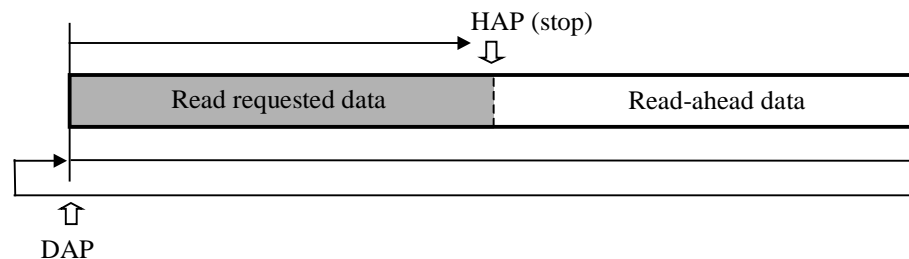 HAP (stop)
Read requested data
Read-ahead data
DAP